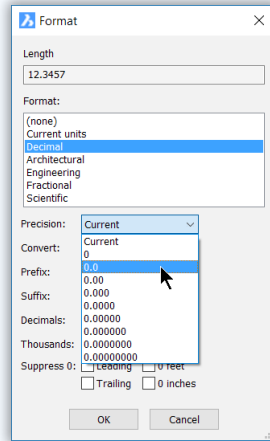 Format
Length
12.3457
Format:
(none)
Current units
Decimal
Architectural
Engineering
Fractional
Scientific
Precision: Current
Convert: Current
0
Prefix: 0.0
0.00
Suffix: 0.000
0.0000
Decimals: 0.00000
0.000000
Thousands: 0.0000000
0.00000000
Suppress 0: Leading 0 feet
Trailing 0 inches
OK Cancel